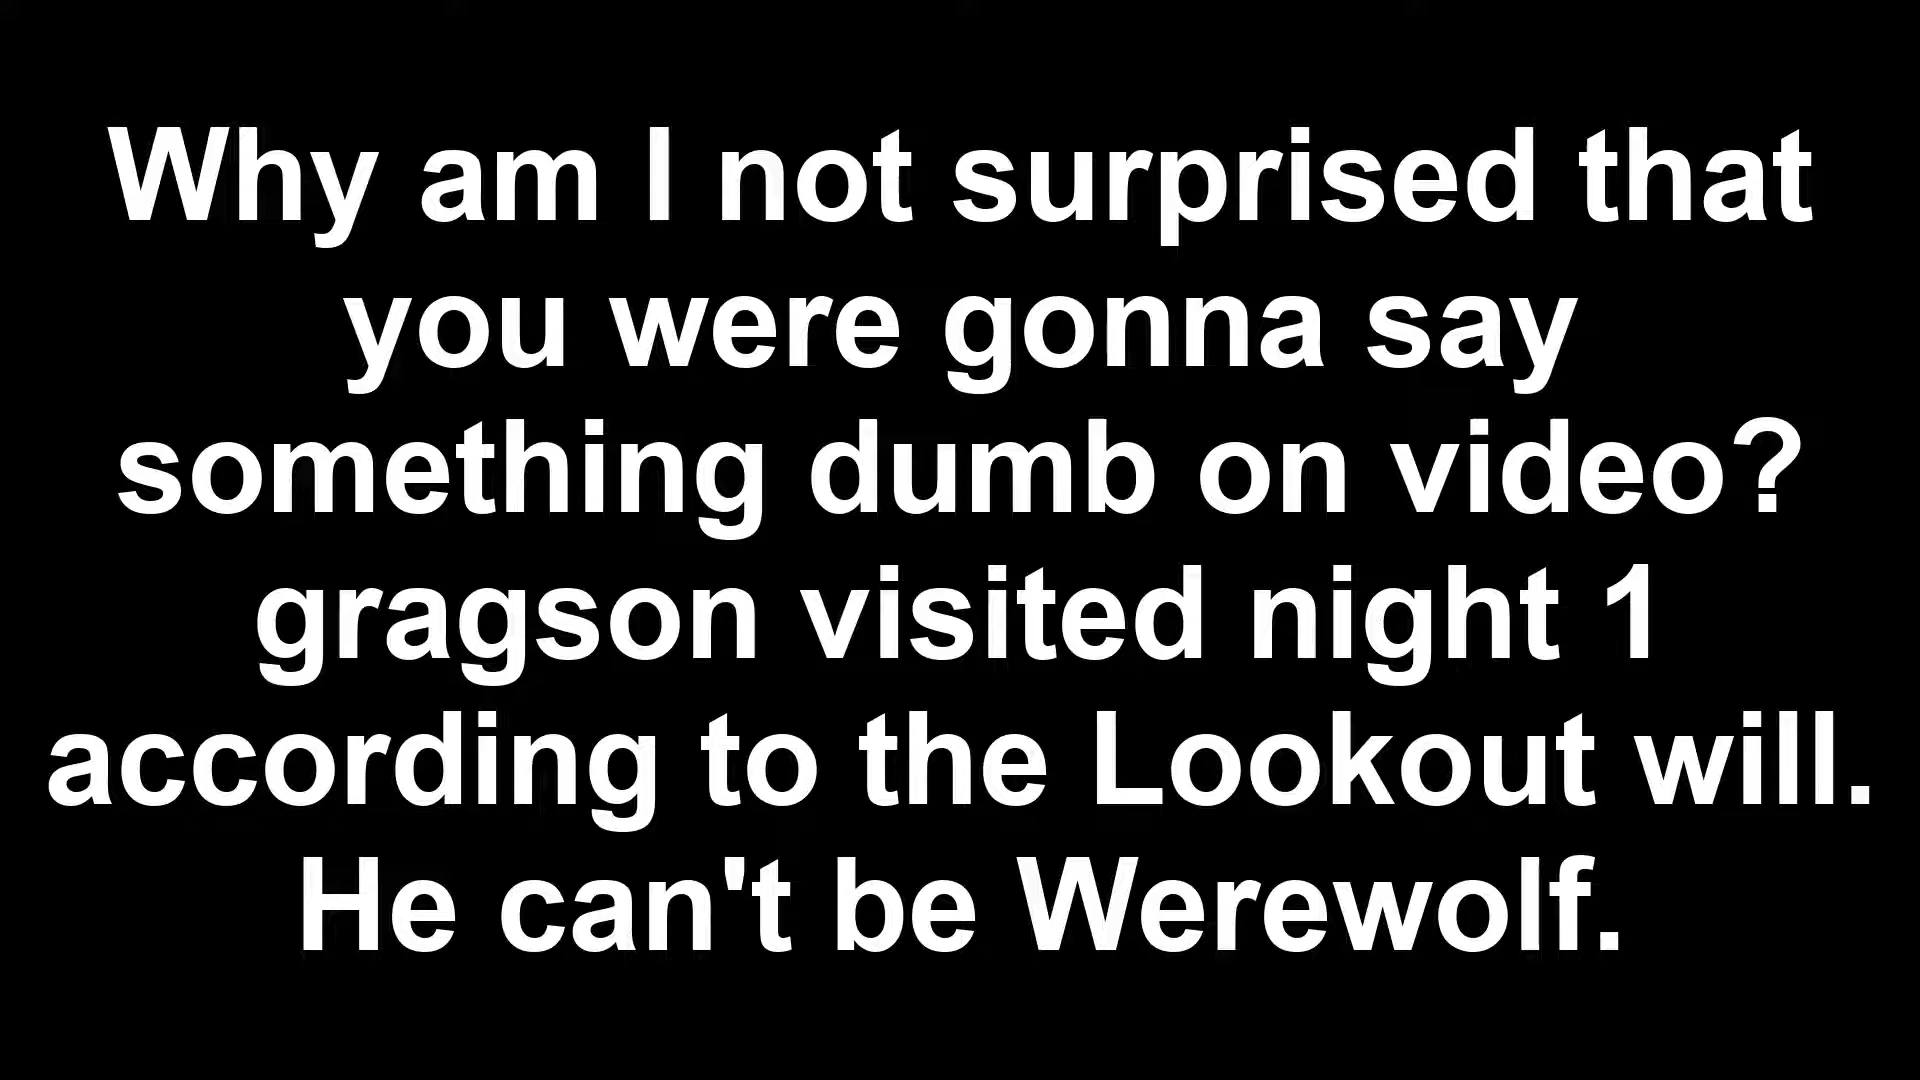 Why am I not surprised that
you were gonna say
something dumb on video?
gragson visited night 1
according to the Lookout will.
He can't be Werewolf.